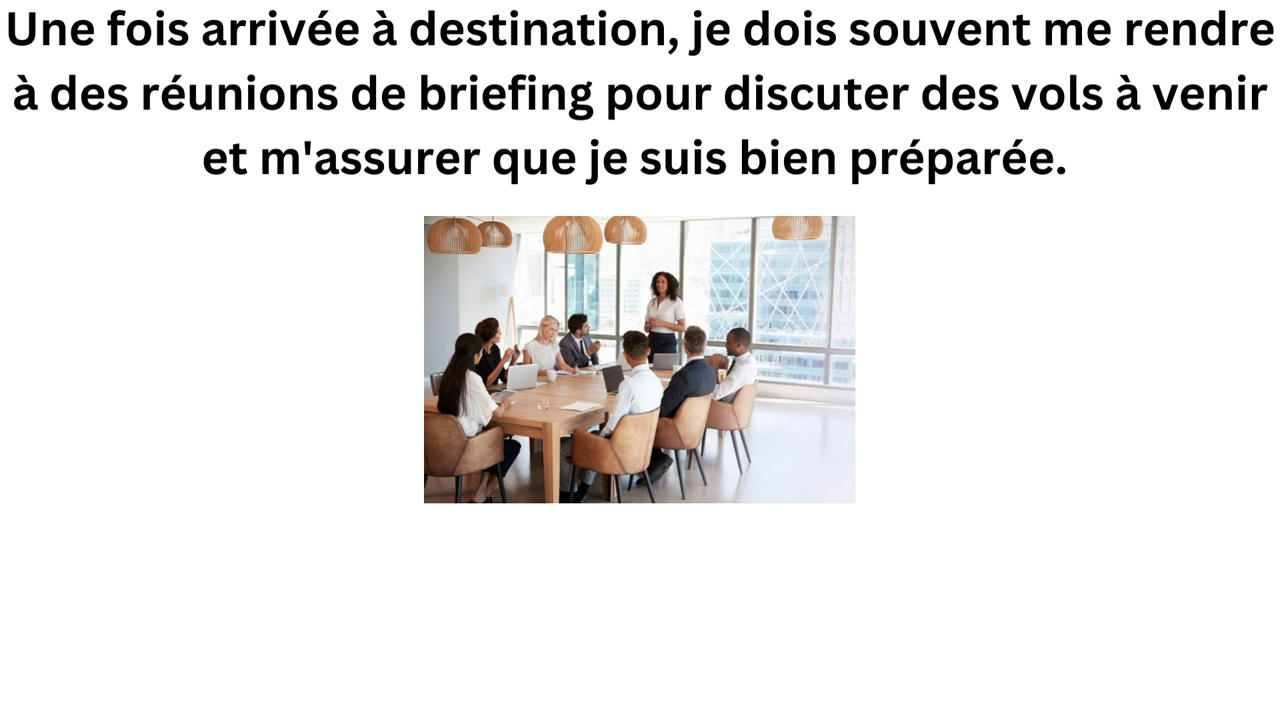 Une fois arrivée à destination, je dois souvent me rendre
à des réunions de briefing pour discuter des vols à venir
et m'assurer que je suis bien préparée.